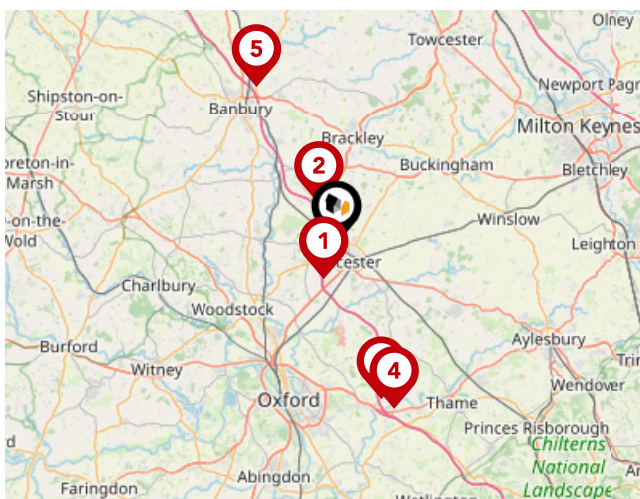 Olney
Towcester
5
Newport Pagn
Shipston-on-
Stour
Banbury
Milton Keynes
Brackley
2
oreton-in-
Marsh
Buckingham
Bletchley
-on-the-
Wold
Winslow
1
Leighton
cester
Charlbury
Woodstock
Aylesbury
Burford
Witney
4
Tri
Wendover
Oxford
Thame
Princes Risborough
Chilterns
National
Landscape
Abingdon
Faringdon